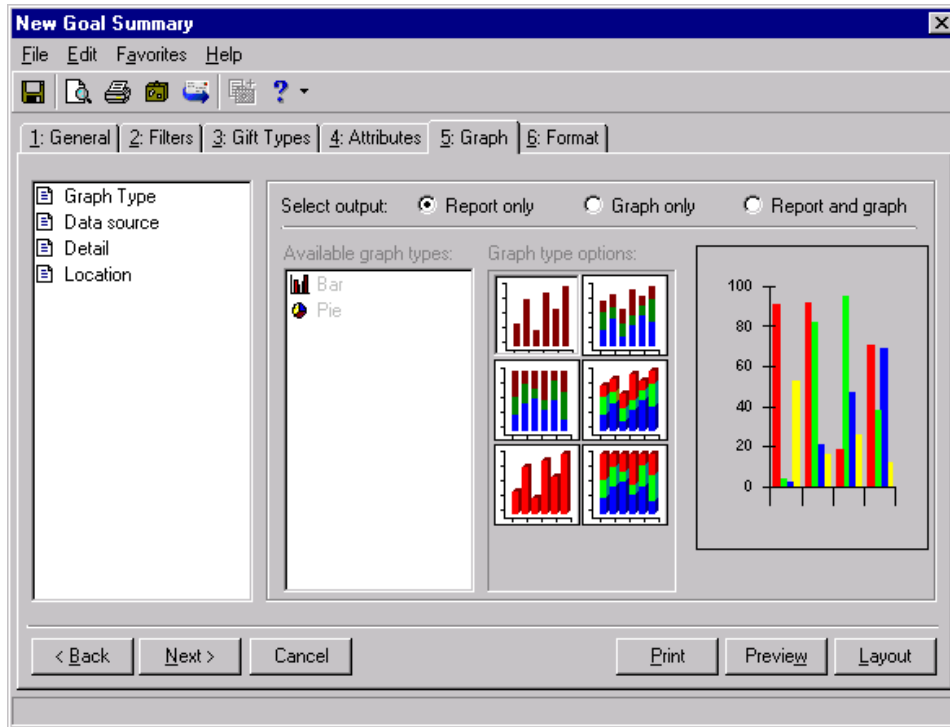 New Goal Summary
File Edit Favorites Help
?
1: General 2: Filters 3: Gift Types 4: Attributes 5: Graph 6: Format
Graph Type
Data source
Detail
Location
Select output: Report only Graph only Report and graph
Available graph types:
Bar
Pie
Graph type options:
100
80
60
40
20
0
< Back Next > Cancel Print Preview Layout